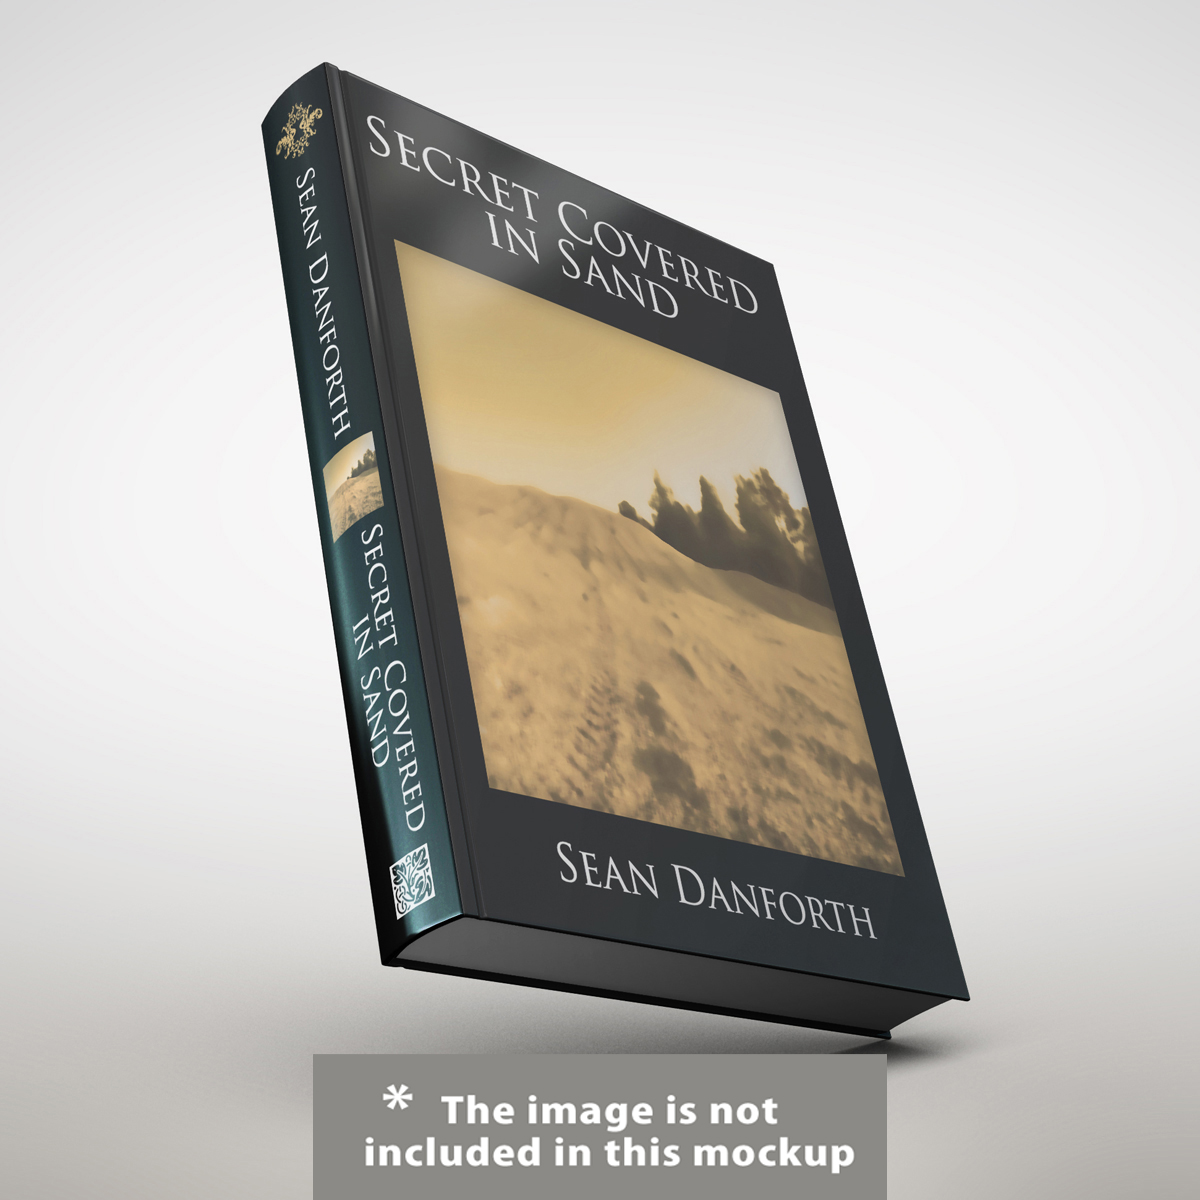 SECRET COVERED
IN SAND
SEAN DANFORTH
SEAN DANFORTH
SECRET COVERED
IN SAND
* The image is not
included in this mockup